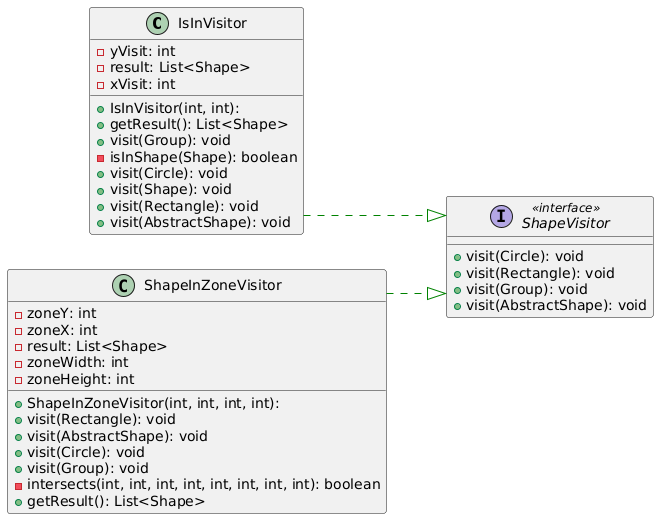 C IsInVisitor
yVisit: int
result: List<Shape>
xVisit: int
IsInVisitor(int, int):
getResult(): List<Shape>
visit(Group): void
isInShape(Shape): boolean
visit(Circle): void
visit(Shape): void
visit(Rectangle): void
visit(AbstractShape): void
I «interface»
ShapeVisitor
visit(Circle): void
visit(Rectangle): void
visit(Group): void
visit(AbstractShape): void
C ShapeInZoneVisitor
zoneY: int
zoneX: int
result: List<Shape>
zoneWidth: int
zoneHeight: int
ShapeInZoneVisitor(int, int, int, int):
visit(Rectangle): void
visit(AbstractShape): void
visit(Circle): void
visit(Group): void
intersects(int, int, int, int, int, int, int, int): boolean
getResult(): List<Shape>